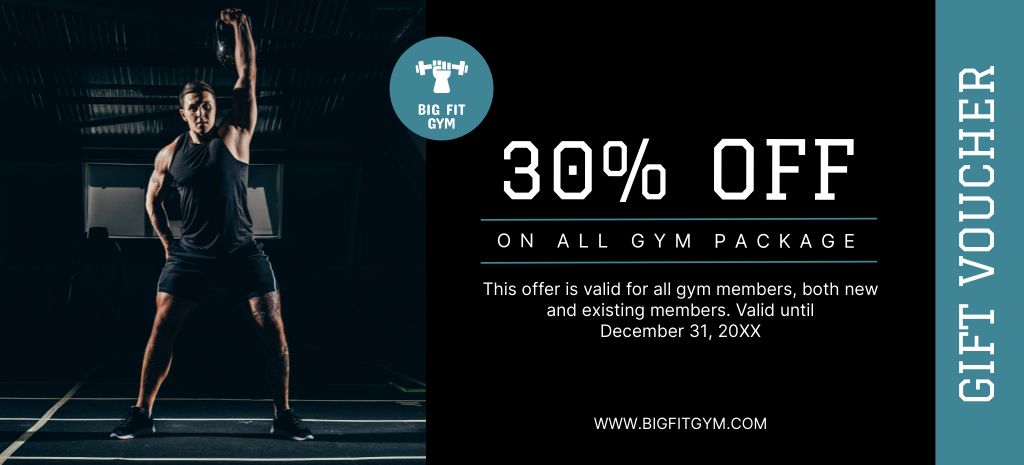 BIG FIT
GYM
30% OFF
ON ALL GYM PACKAGE
This offer is valid for all gym members, both new
and existing members. Valid until
December 31, 20XX
WWW.BIGFITGYM.COM
GIFT VOUCHER